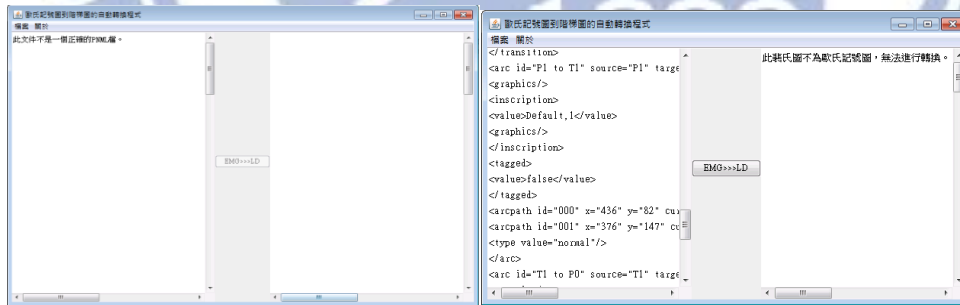 歐氏記號圖到階梯圖的自動轉換程式
檔案 關於
此文件不是一個正確的PNML檔。
EMG>>>LD
歐氏記號圖到階梯圖的自動轉換程式
檔案 關於
</transition>
<arc id="P1 to T1" source="P1" targe
<graphics/>
<inscription>
<value>Default,1</value>
<graphics/>
</inscription>
<tagged>
<value>false</value>
</tagged>
<arcpath id="000" x="436" y="82" cur
<arcpath id="001" x="376" y="147" cu
<type value="normal"/>
</arc>
<arc id="T1 to P0" source="T1" targe
EMG>>>LD
此裴氏圖不為歐氏記號圖，無法進行轉換。